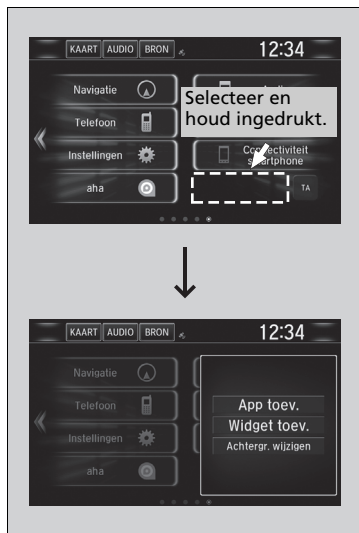 KAART AUDIO BRON 12:34
Navigatie
Selecteer en
houd ingedrukt.
Telefoon
Instellingen
Connectiviteit
smartphone
aha
TA
KAART AUDIO BRON 12:34
Navigatie
Telefoon
Instellingen
aha
App toev.
Widget toev.
Achtergr. wijzigen